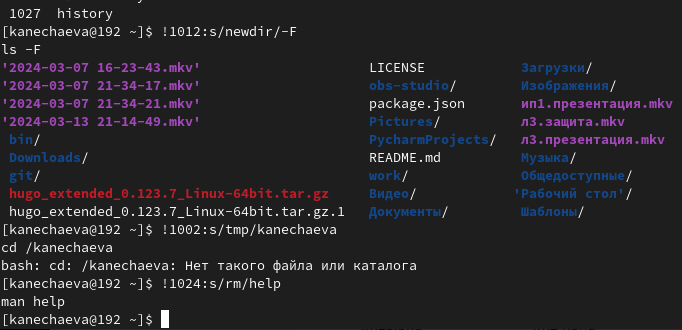 1027  history
[kanechaeva@192 ~]$ !1012:s/newdir/-F
ls -F
'2024-03-07 16-23-43.mkv'                      LICENSE            Загрузки/
'2024-03-07 21-34-17.mkv'                      obs-studio/        Изображения/
'2024-03-07 21-34-21.mkv'                      package.json       ип1.презентация.mkv
'2024-03-13 21-14-49.mkv'                      Pictures/          л3.защита.mkv
 bin/                                          PycharmProjects/   л3.презентация.mkv
 Downloads/                                    README.md          Музыка/
 git/                                          work/              Общедоступные/
 hugo_extended_0.123.7_Linux-64bit.tar.gz      Видео/            'Рабочий стол'/
 hugo_extended_0.123.7_Linux-64bit.tar.gz.1    Документы/         Шаблоны/
[kanechaeva@192 ~]$ !1002:s/tmp/kanechaeva
cd /kanechaeva
bash: cd: /kanechaeva: Нет такого файла или каталога
[kanechaeva@192 ~]$ !1024:s/rm/help
man help
[kanechaeva@192 ~]$